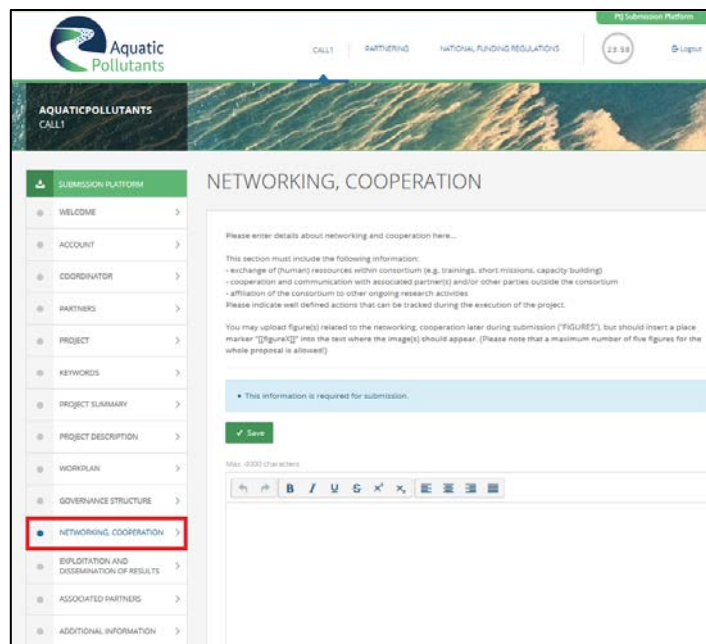 PtJ Submission Platform
Aquatic
Pollutants
CALL1
PARTNERING
NATIONAL FUNDING REGULATIONS
23:58
Logout
AQUATICPOLLUTANTS
CALL1
SUBMISSION PLATFORM
WELCOME
ACCOUNT
COORDINATOR
PARTNERS
PROJECT
KEYWORDS
PROJECT SUMMARY
PROJECT DESCRIPTION
WORKPLAN
GOVERNANCE STRUCTURE
NETWORKING, COOPERATION
EXPLOITATION AND
DISSEMINATION OF RESULTS
ASSOCIATED PARTNERS
ADDITIONAL INFORMATION
NETWORKING, COOPERATION
Please enter details about networking and cooperation here...
This section must include the following information:
- exchange of (human) ressources within consortium (e.g. trainings, short missions, capacity building)
- cooperation and communication with associated partner(s) and/or other parties outside the consortium
- affiliation of the consortium to other ongoing research activities
Please indicate well defined actions that can be tracked during the execution of the project.
You may upload figure(s) related to the networking, cooperation later during submission ("FIGURES"), but should insert a place
marker "[[figureX]]" into the text where the image(s) should appear. (Please note that a maximum number of five figures for the
whole proposal is allowed!)
• This information is required for submission.
✓ Save
Max. 4000 characters
B I U S x² x₂